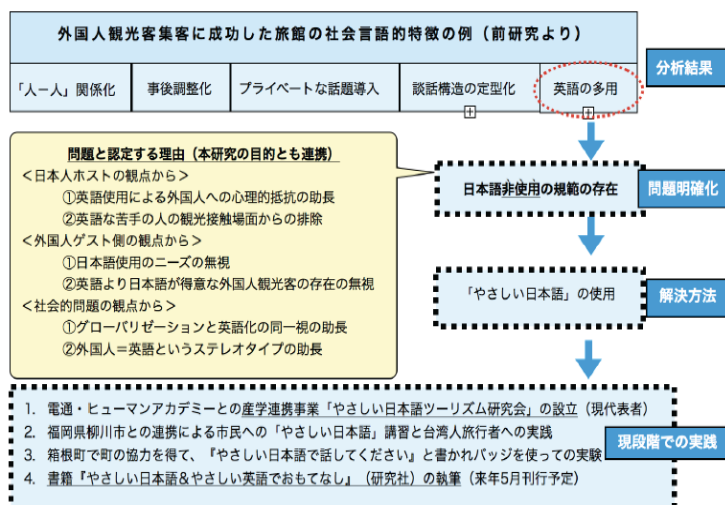 外国人観光客集客に成功した旅館の社会言語的特徴の例（前研究より）
分析結果
「人ー人」関係化
事後調整化
プライベートな話題導入
談話構造の定型化
英語の多用
問題と認定する理由（本研究の目的とも連携）
＜日本人ホストの観点から＞
①英語使用による外国人への心理的抵抗の助長
②英語な苦手の人の観光接触場面からの排除
＜外国人ゲスト側の観点から＞
①日本語使用のニーズの無視
②英語より日本語が得意な外国人観光客の存在の無視
＜社会的問題の観点から＞
①グローバリゼーションと英語化の同一視の助長
②外国人＝英語というステレオタイプの助長
日本語非使用の規範の存在
問題明確化
「やさしい日本語」の使用
解決方法
1. 電通・ヒューマンアカデミーとの産学連携事業「やさしい日本語ツーリズム研究会」の設立（現代表者）
2. 福岡県柳川市との連携による市民への「やさしい日本語」講習と台湾人旅行者への実践
3. 箱根町で町の協力を得て、『やさしい日本語で話してください』と書かれバッジを使っての実験
4. 書籍『やさしい日本語＆やさしい英語でおもてなし』（研究社）の執筆（来年5月刊行予定）
現段階での実践